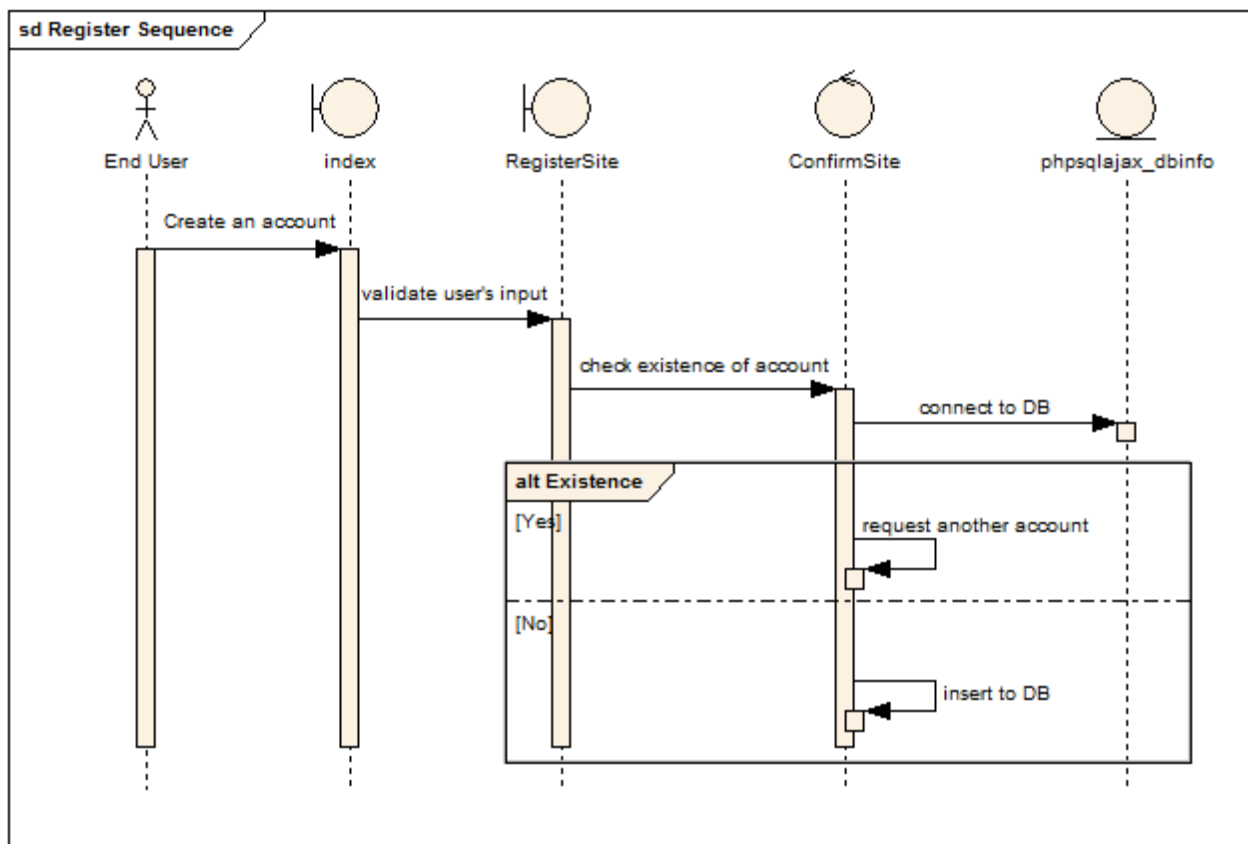 sd Register Sequence
End User
index
RegisterSite
ConfirmSite
phpsqlajax_dbinfo
Create an account
validate user's input
check existence of account
connect to DB
alt Existence
[Yes]
request another account
[No]
insert to DB